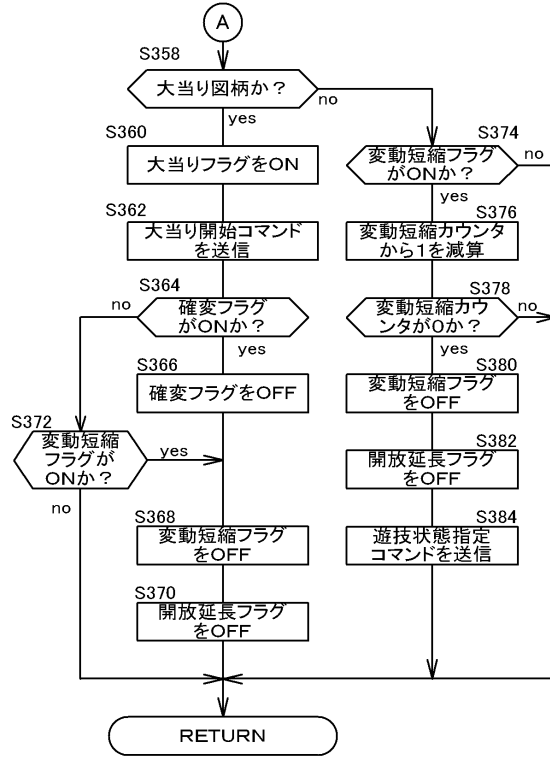 A
S358
大当り図柄か?
no
yes
S360
大当りフラグをON
S362
大当り開始コマンド
を送信
S364
確変フラグ
がONか?
no
yes
S366
確変フラグをOFF
S372
変動短縮
フラグが
ONか?
yes
no
S368
変動短縮フラグ
をOFF
S370
開放延長フラグ
をOFF
S374
変動短縮フラグ
がONか?
no
yes
S376
変動短縮カウンタ
から1を減算
S378
変動短縮カウ
ンタが0か?
no
yes
S380
変動短縮フラグ
をOFF
S382
開放延長フラグ
をOFF
S384
遊技状態指定
コマンドを送信
RETURN